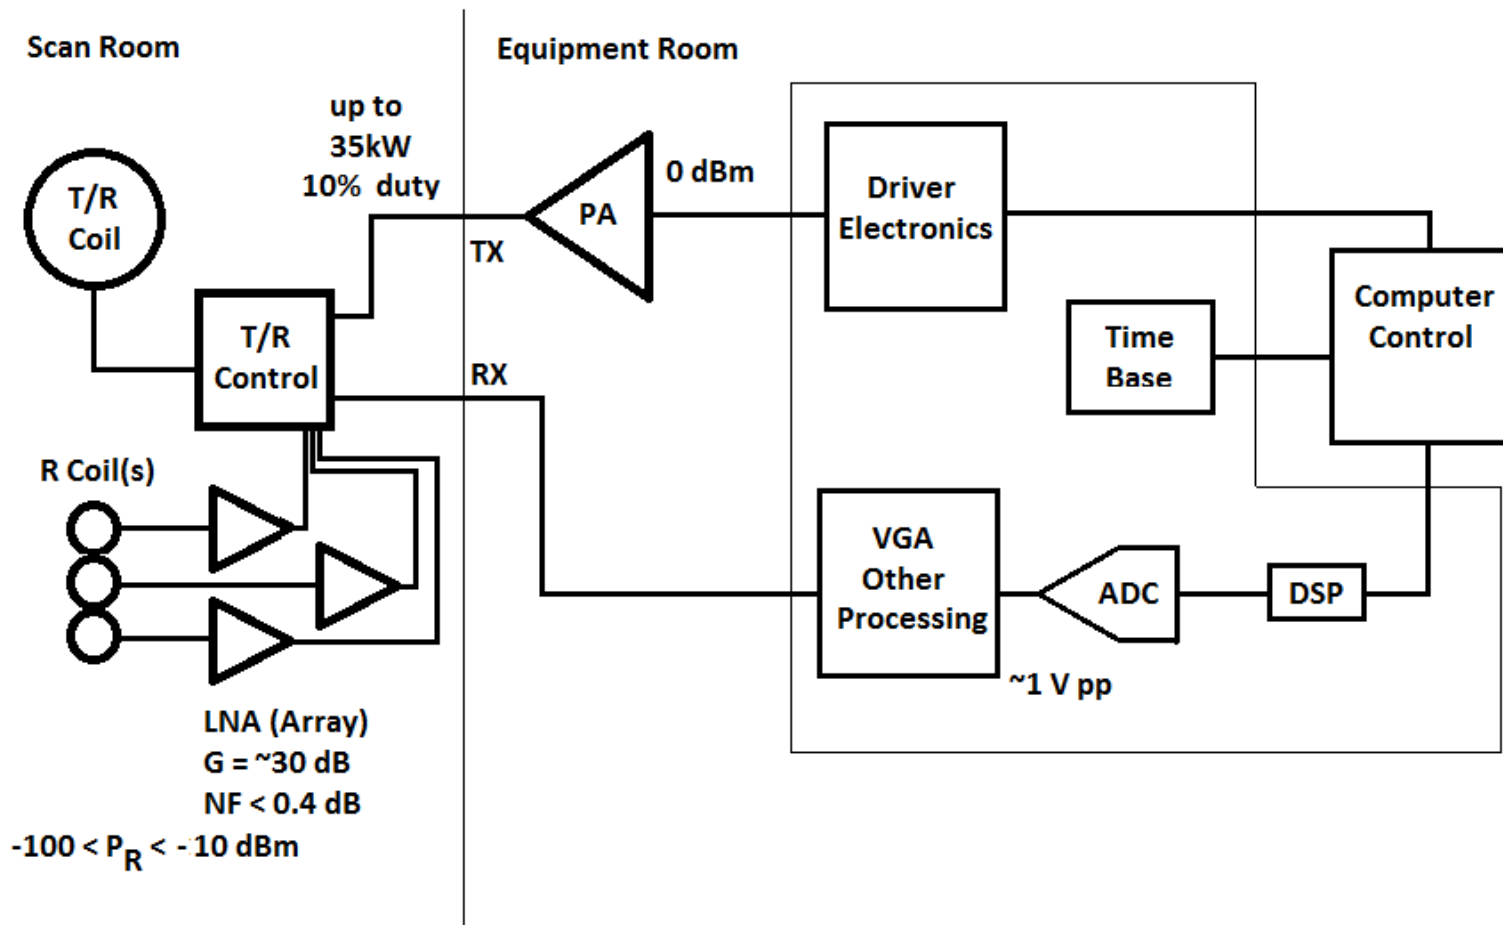 Scan Room
Equipment Room
up to
35kW
10% duty
T/R
Coil
T/R
Control
TX
RX
PA
0 dBm
Driver
Electronics
Computer
Control
Time
Base
R Coil(s)
VGA
Other
Processing
ADC
DSP
~1 V pp
LNA (Array)
G = ~30 dB
NF < 0.4 dB
-100 < PR < -10 dBm